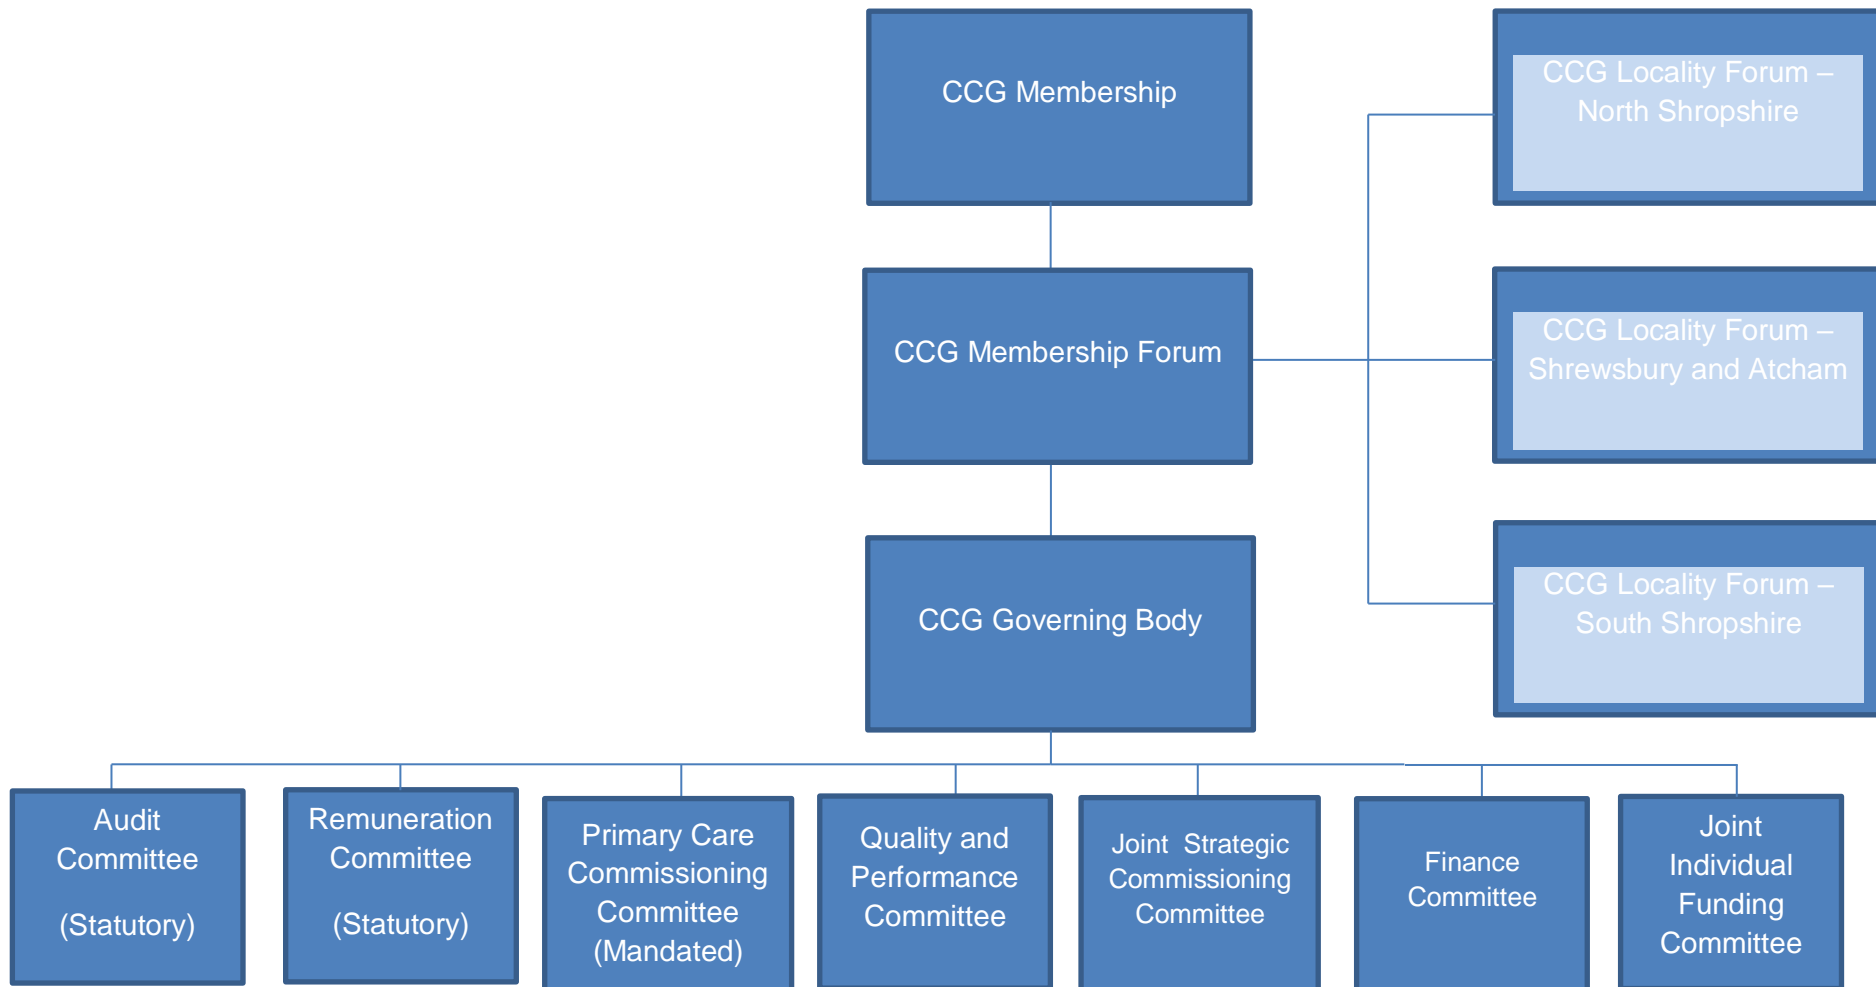 CCG Membership
CCG Locality Forum –
North Shropshire
CCG Membership Forum
CCG Locality Forum –
Shrewsbury and Atcham
CCG Governing Body
CCG Locality Forum –
South Shropshire
Audit
Committee
(Statutory)
Remuneration
Committee
(Statutory)
Primary Care
Commissioning
Committee
(Mandated)
Quality and
Performance
Committee
Joint  Strategic
Commissioning
Committee
Finance
Committee
Joint
Individual
Funding
Committee